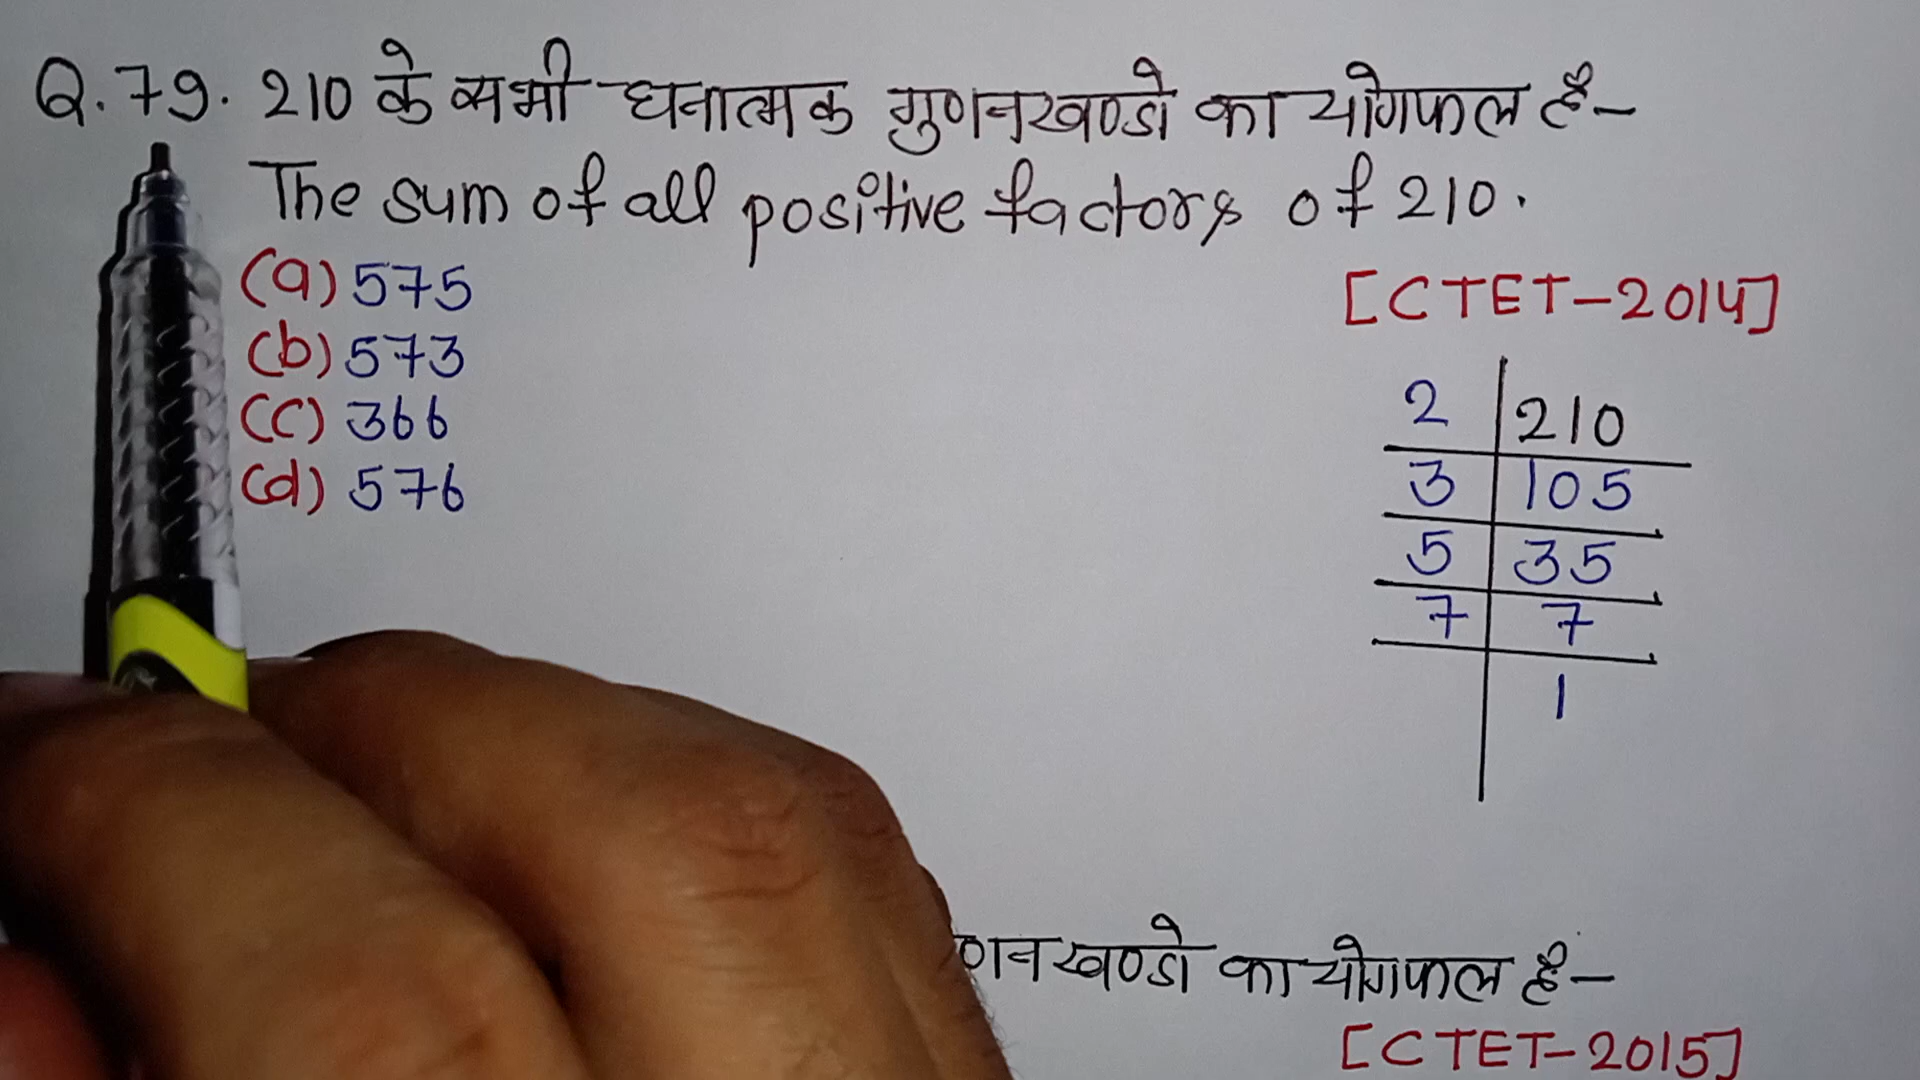 Q.79. 210 के सभी धनात्मक गुणनखण्डो का योगफल है-
The sum of all positive factors of 210.
(a) 575
[CTET-2014]
(b) 573
(c) 366
(d) 576
2 210
3 105
5 35
7 7
1
का योगफल है-
[CTET-2015]